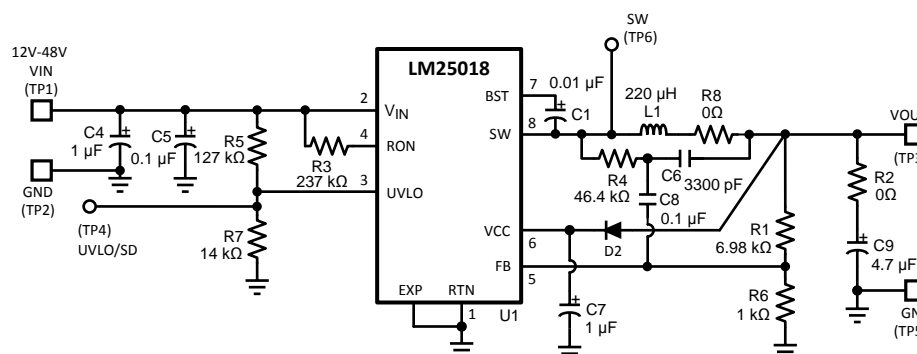 SW
(TP6)
12V-48V
VIN
(TP1)
LM25018
7
0.01 µF
BST
C1
220 µH
L1
R8
0Ω
VOU
(TP3
2
VIN
8
SW
C4
1 µF
C5
0.1 µF
R5
127 kΩ
4
RON
R3
237 kΩ
R4
46.4 kΩ
C6
3300 pF
R2
0Ω
GND
(TP2)
3
UVLO
C8
0.1 µF
(TP4)
UVLO/SD
R7
14 kΩ
VCC
6
D2
R1
6.98 kΩ
C9
4.7 µF
FB
5
EXP
RTN
1
U1
C7
1 µF
R6
1 kΩ
GN
(TP5